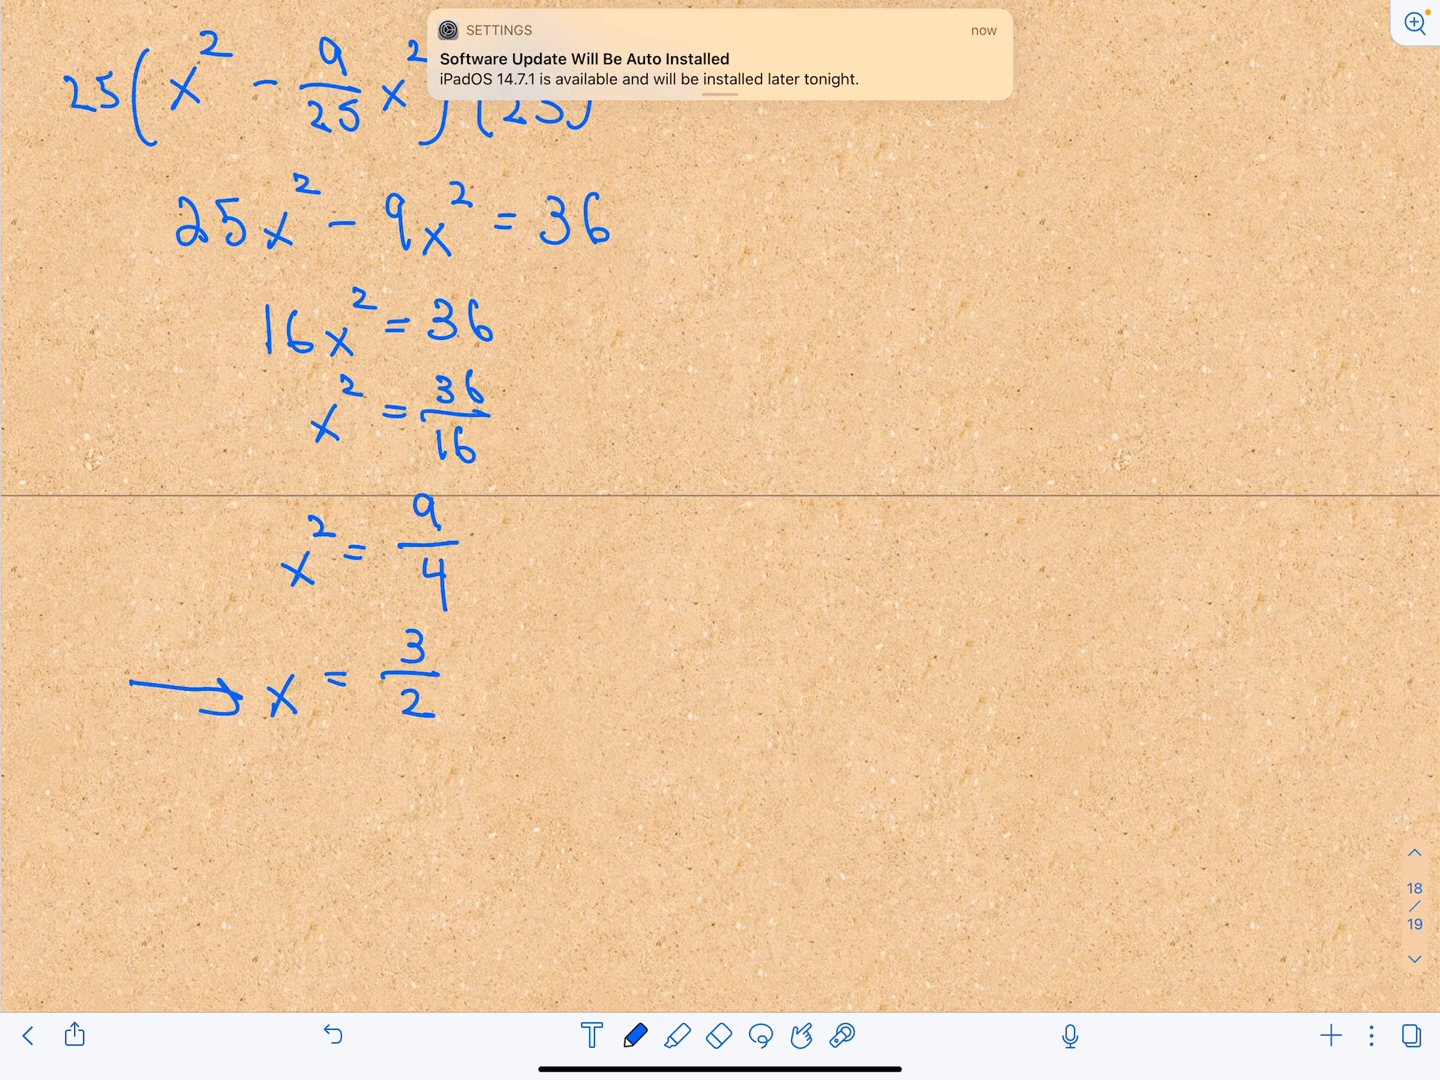 SETTINGS
now
Software Update Will Be Auto Installed
iPadOS 14.7.1 is available and will be installed later tonight.
25(x² - 9/25 x²) (25)
25x² - 9x² = 36
16x² = 36
x² = 36/16
x² = 9/4
→ x = 3/2
18
/
19
T